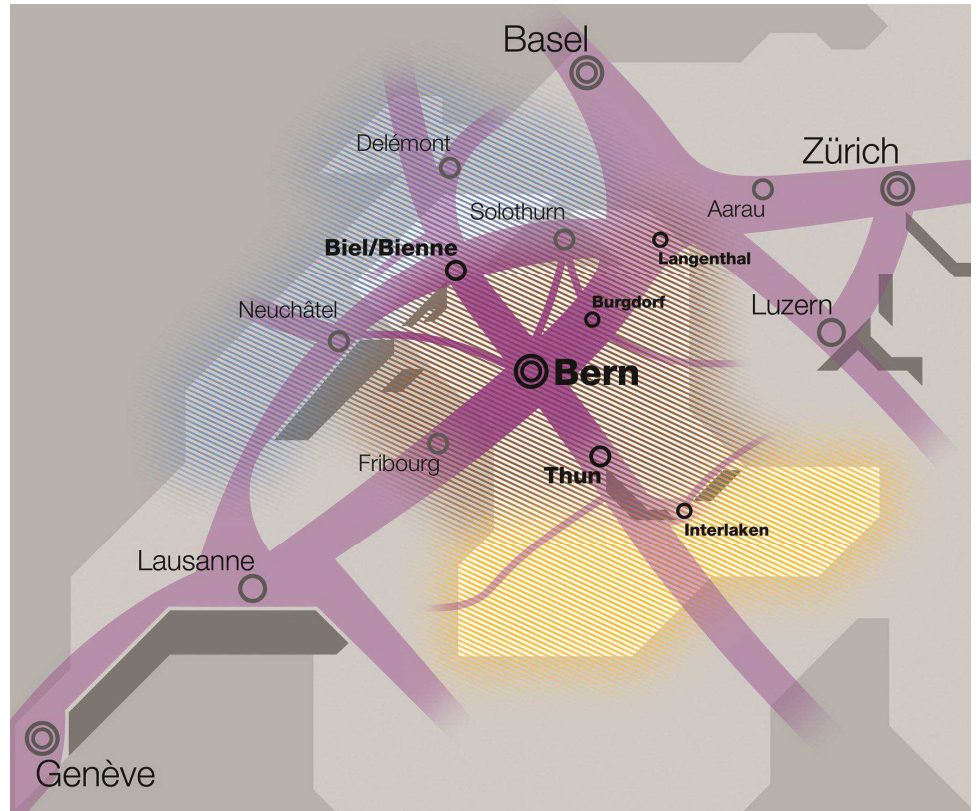 Basel
Delémont
Zürich
Aarau
Solothurn
Biel/Bienne
Langenthal
Neuchâtel
Burgdorf
Luzern
Bern
Fribourg
Thun
Interlaken
Lausanne
Genève